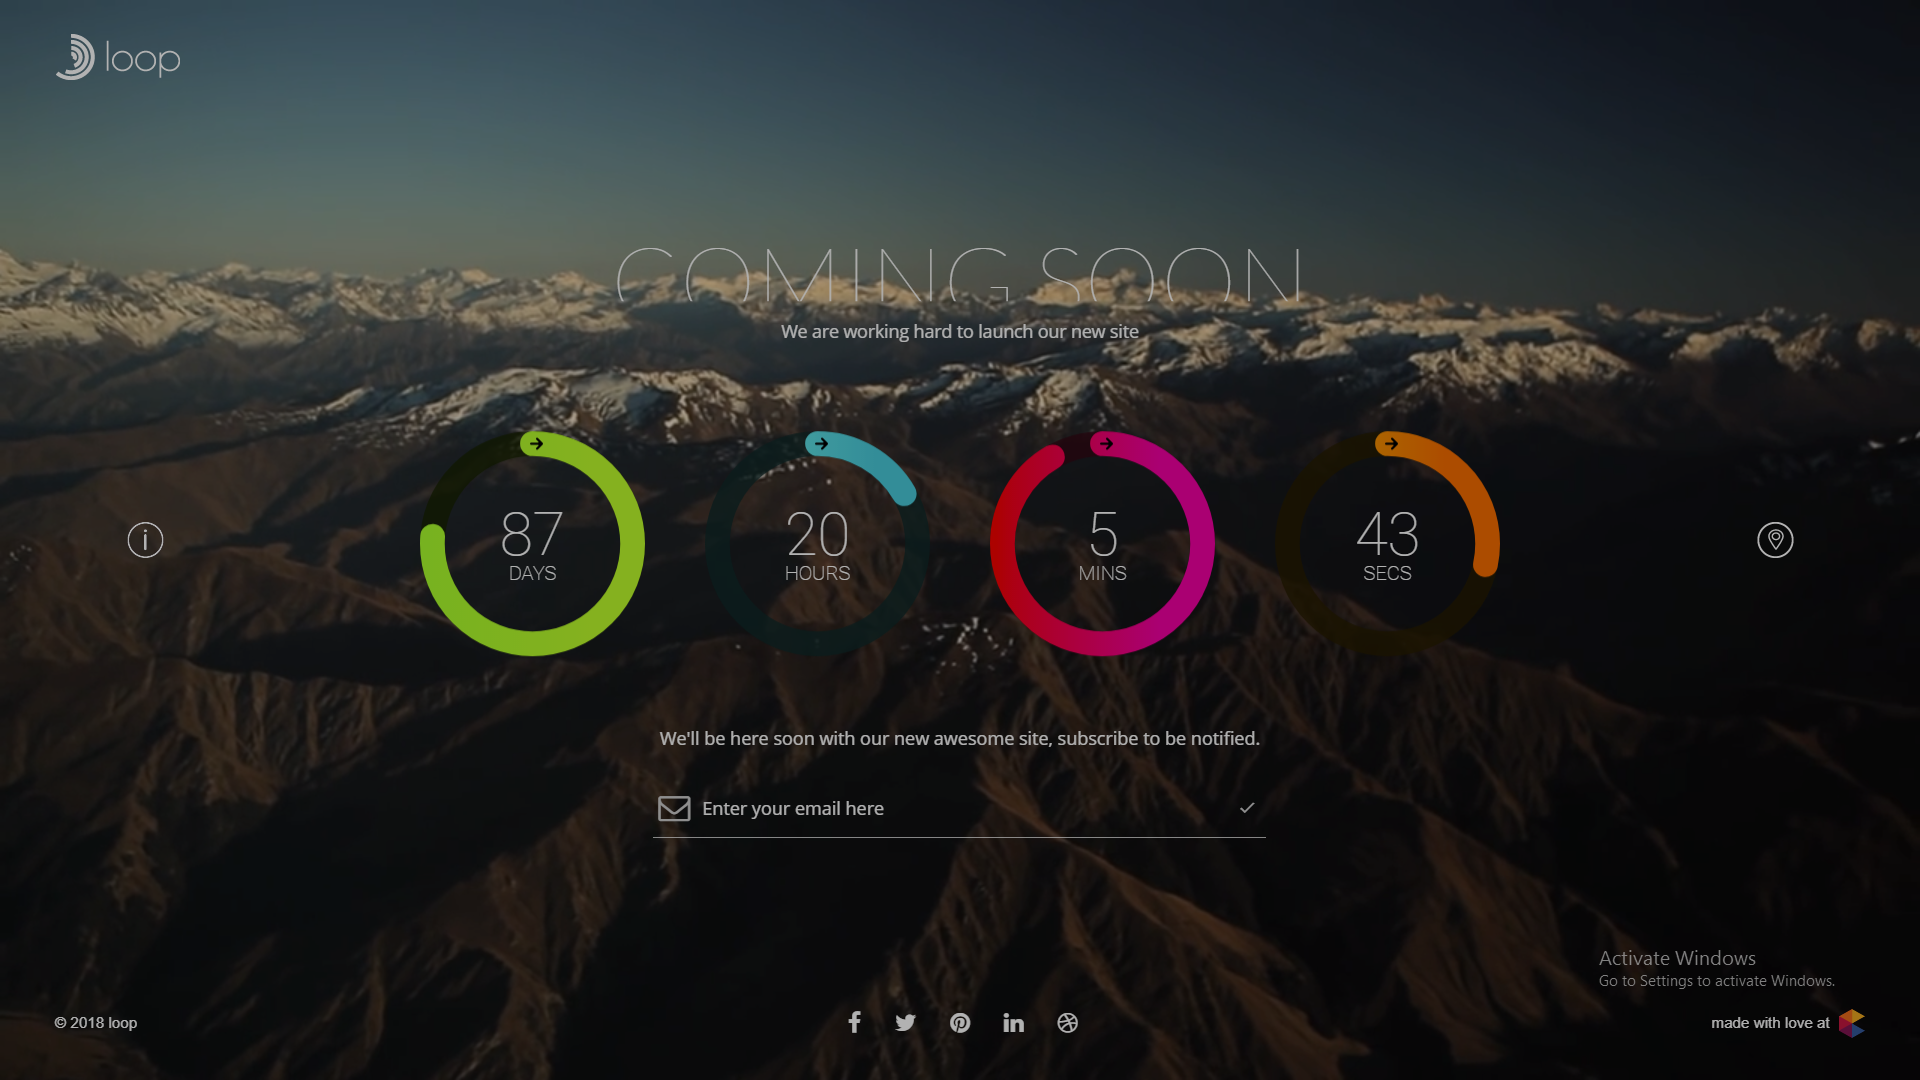 loop
COMING SOON
We are working hard to launch our new site
87
DAYS
20
HOURS
5
MINS
43
SECS
We'll be here soon with our new awesome site, subscribe to be notified.
Enter your email here
Activate Windows
Go to Settings to activate Windows.
© 2018 loop
made with love at